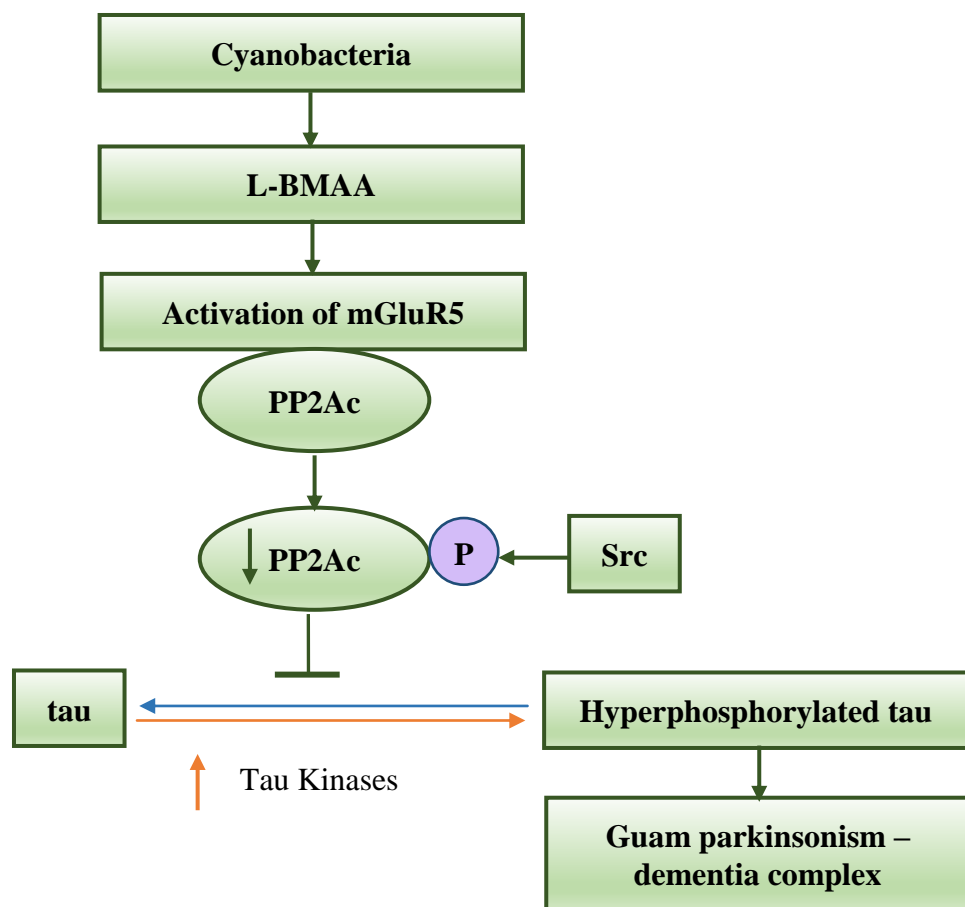 Cyanobacteria
L-BMAA
Activation of mGluR5
PP2Ac
PP2Ac
P
Src
tau
Hyperphosphorylated tau
Tau Kinases
Guam parkinsonism –
dementia complex